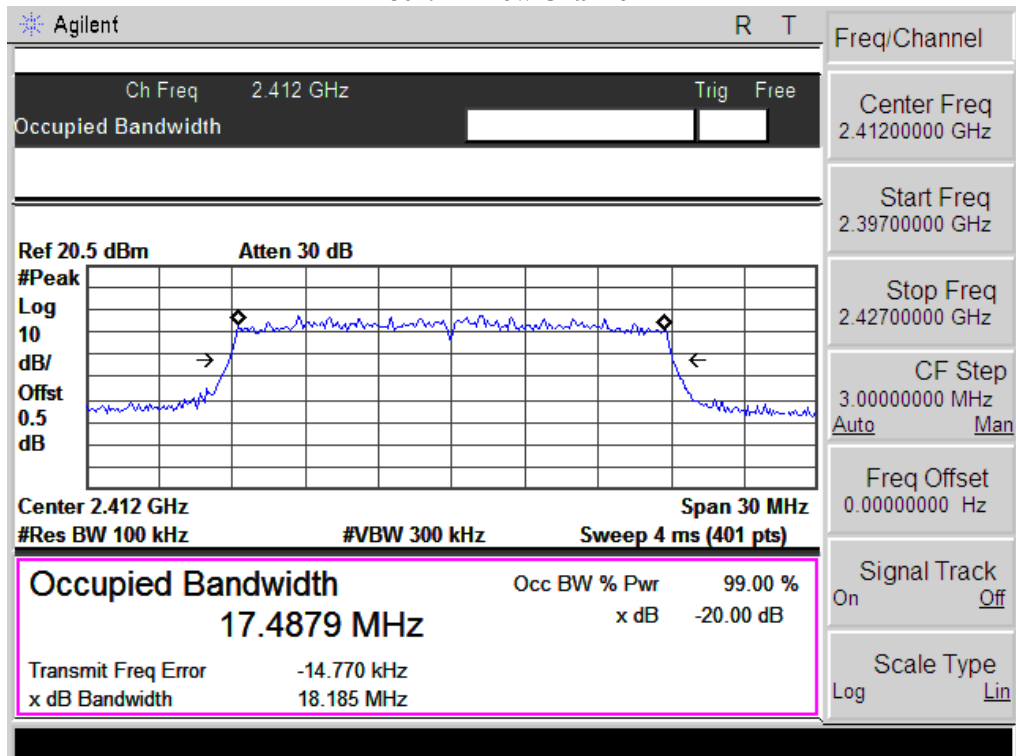 Agilent R T
Ch Freq 2.412 GHz Trig Free
Occupied Bandwidth
Ref 20.5 dBm Atten 30 dB
#Peak
Log
10
dB/
Offst
0.5
dB
Center 2.412 GHz Span 30 MHz
#Res BW 100 kHz #VBW 300 kHz Sweep 4 ms (401 pts)
Occupied Bandwidth Occ BW % Pwr 99.00 %
17.4879 MHz x dB -20.00 dB
Transmit Freq Error -14.770 kHz
x dB Bandwidth 18.185 MHz
Freq/Channel
Center Freq
2.41200000 GHz
Start Freq
2.39700000 GHz
Stop Freq
2.42700000 GHz
CF Step
3.00000000 MHz
Auto Man
Freq Offset
0.00000000 Hz
Signal Track
On Off
Scale Type
Log Lin